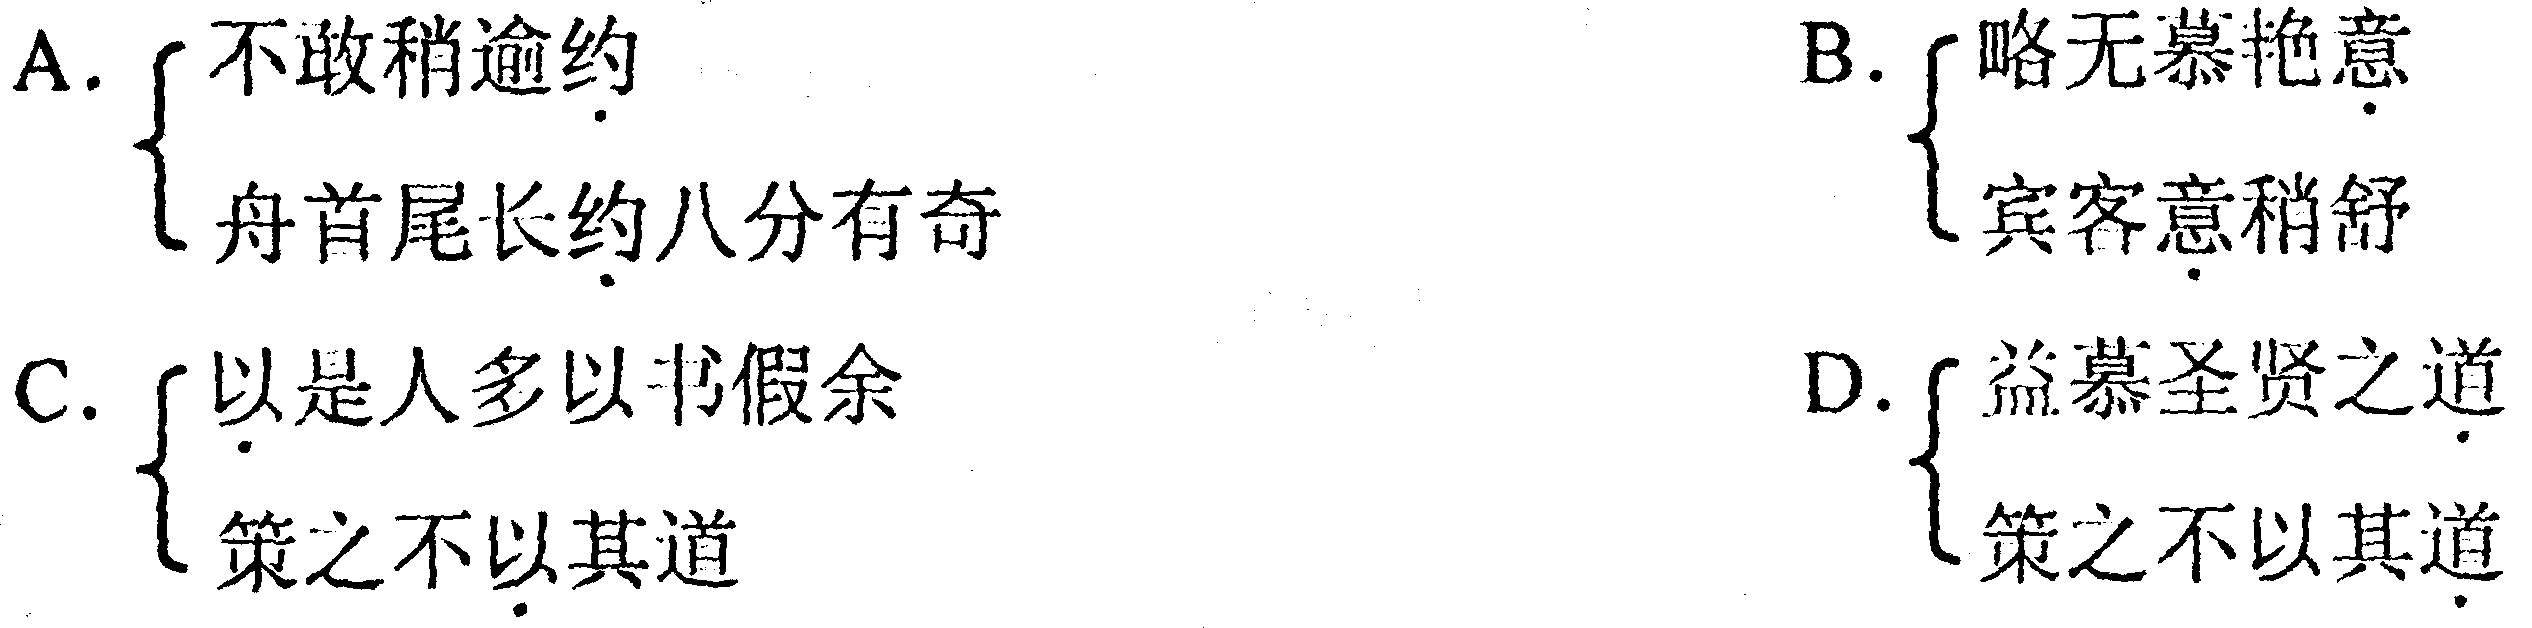 A. 不敢稍逾约
舟首尾长约八分有奇
B. 略无慕艳意
宾客意稍舒
C. 以是人多以书假余
策之不以其道
D. 益慕圣贤之道
策之不以其道